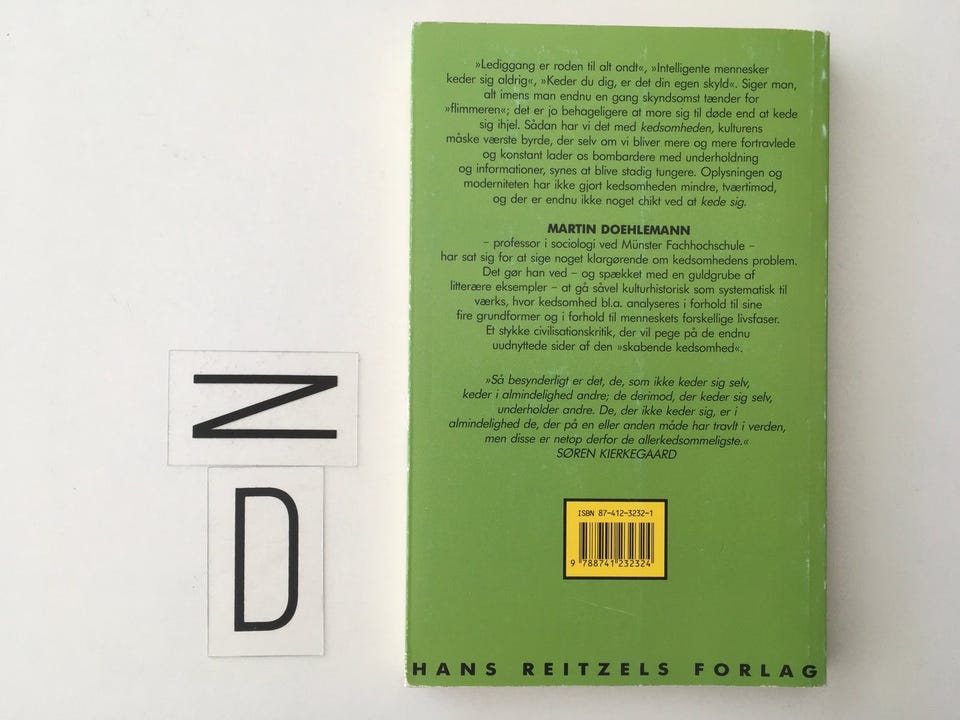 »Lediggang er roden til alt ondt«, »Intelligente mennesker
keder sig aldrig«, »Keder du dig, er det din egen skyld«. Siger man,
alt imens man endnu en gang skyndsomst tænder for
»flimmeren«; det er jo behageligere at more sig til døde end at kede
sig ihjel. Sådan har vi det med kedsomheden, kulturens
måske værste byrde, der selv om vi bliver mere og mere fortravlede
og konstant lader os bombardere med underholdning
og informationer, synes at blive stadig tungere. Oplysningen og
moderniteten har ikke gjort kedsomheden mindre, tværtimod,
og der er endnu ikke noget chikt ved at kede sig.
MARTIN DOEHLEMANN
– professor i sociologi ved Münster Fachhochschule –
har sat sig for at sige noget klargørende om kedsomhedens problem.
Det gør han ved – og spækket med en guldgrube af
litterære eksempler – at gå såvel kulturhistorisk som systematisk til
værks, hvor kedsomhed bl.a. analyseres i forhold til sine
fire grundformer og i forhold til menneskets forskellige livsfaser.
Et stykke civilisationskritik, der vil pege på de endnu
uudnyttede sider af den »skabende kedsomhed«.
»Så besynderligt er det, de, som ikke keder sig selv,
keder i almindelighed andre; de derimod, der keder sig selv,
underholder andre. De, der ikke keder sig, er i
almindelighed de, der på en eller anden måde har travlt i verden,
men disse er netop derfor de allerkedsommeligste.«
SØREN KIERKEGAARD
ISBN 87-412-3232-1
9 788741 232324
HANS REITZELS FORLAG
Z
D